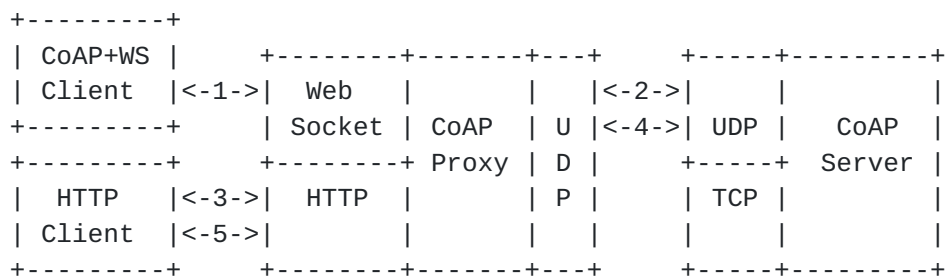 +---------+
| CoAP+WS |     +--------+-------+---+     +-----+---------+
| Client  |<-1->|  Web   |       |   |<-2->|     |         |
+---------+     | Socket | CoAP  | U |<-4->| UDP |   CoAP  |
+---------+     +--------+ Proxy | D |     +-----+  Server |
|  HTTP   |<-3->|  HTTP  |       | P |     | TCP |         |
| Client  |<-5->|        |       |   |     |     |         |
+---------+     +--------+-------+---+     +-----+---------+